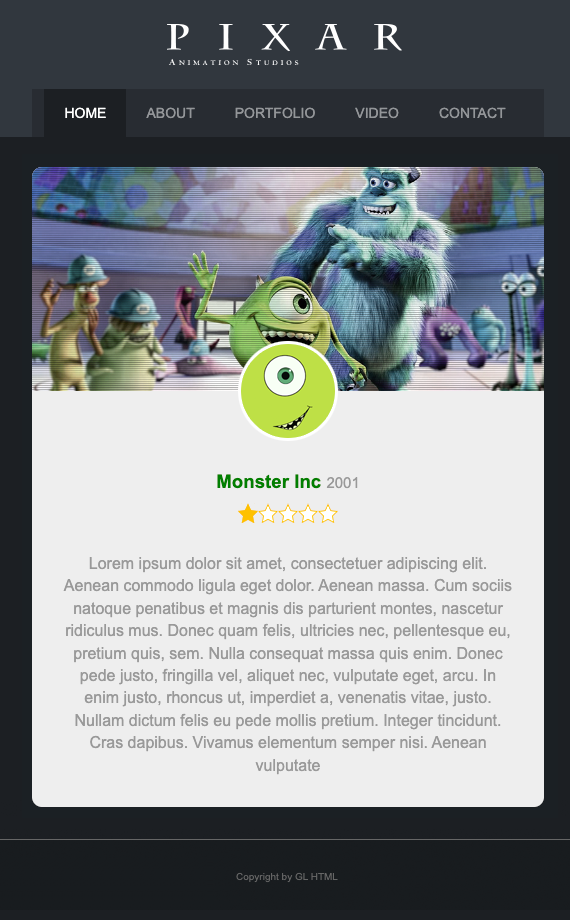 PIXAR
Animation Studios
HOME ABOUT PORTFOLIO VIDEO CONTACT
Monster Inc 2001
Lorem ipsum dolor sit amet, consectetuer adipiscing elit.
Aenean commodo ligula eget dolor. Aenean massa. Cum sociis
natoque penatibus et magnis dis parturient montes, nascetur
ridiculus mus. Donec quam felis, ultricies nec, pellentesque eu,
pretium quis, sem. Nulla consequat massa quis enim. Donec
pede justo, fringilla vel, aliquet nec, vulputate eget, arcu. In
enim justo, rhoncus ut, imperdiet a, venenatis vitae, justo.
Nullam dictum felis eu pede mollis pretium. Integer tincidunt.
Cras dapibus. Vivamus elementum semper nisi. Aenean
vulputate
Copyright by GL HTML